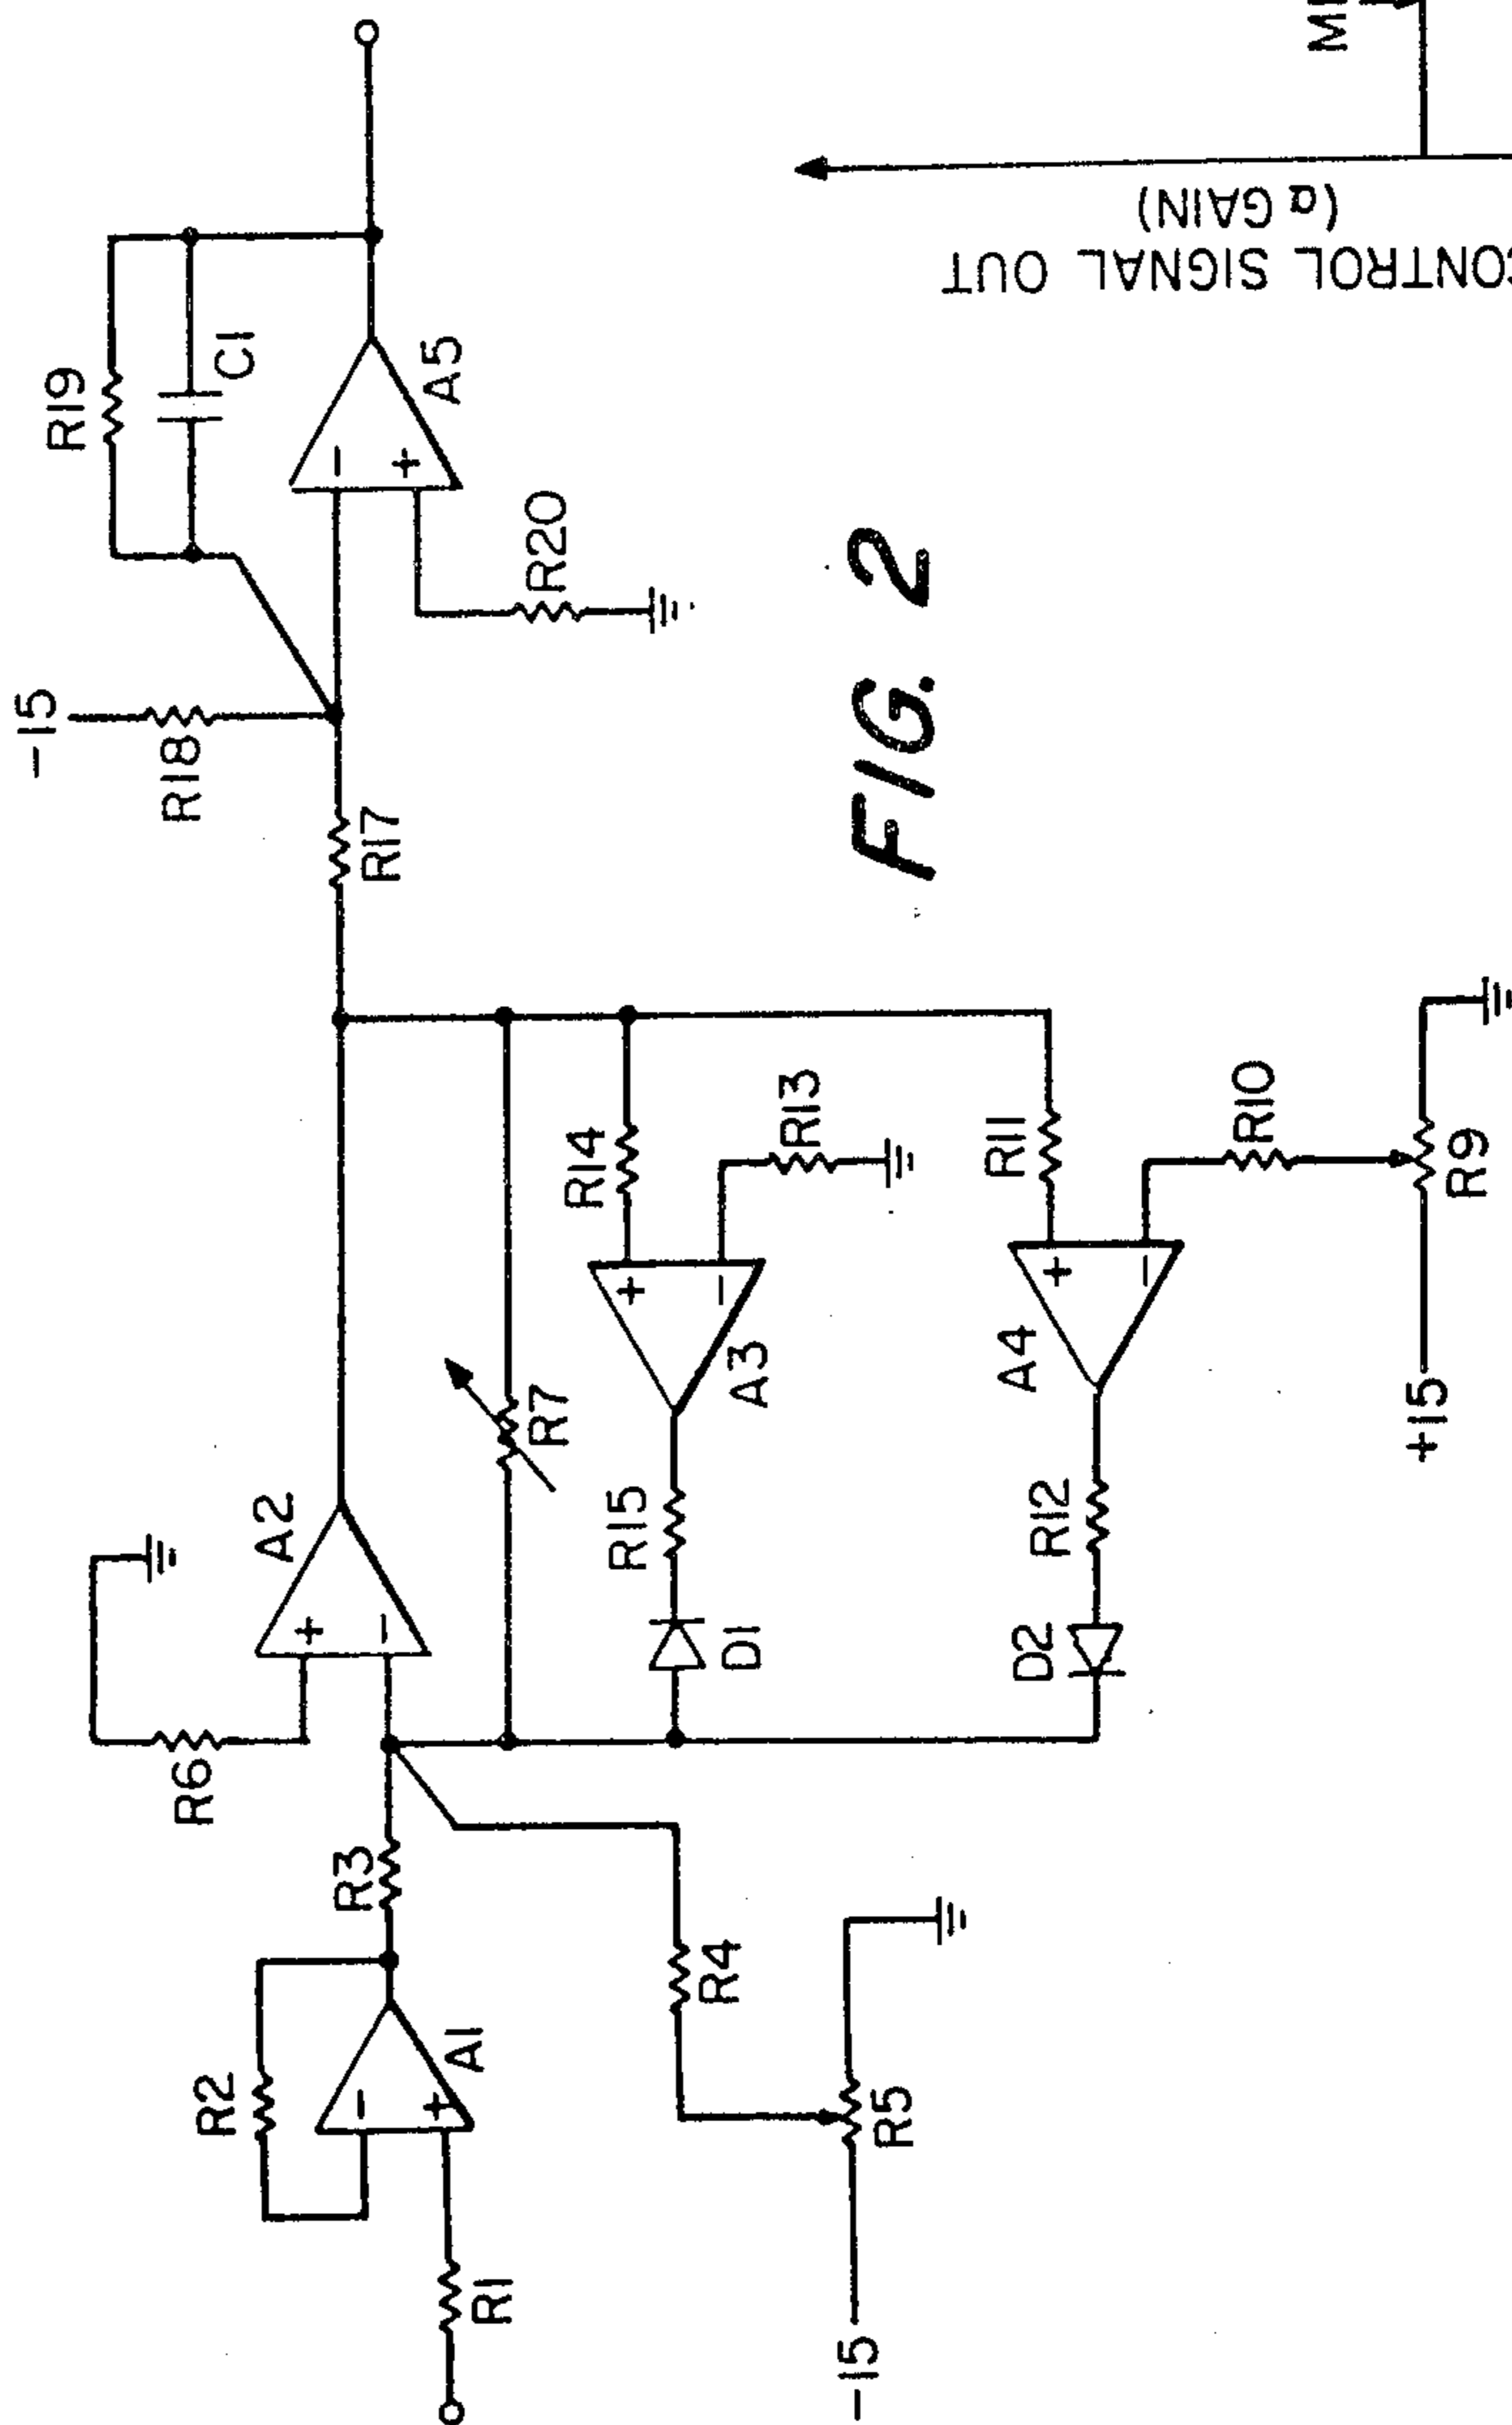 -15
R19
C1
R18
R17
A5
R20
A2
R6
R3
R2
A1
R1
R4
R5
-15
R7
R14
R13
A3
R15
D1
R11
R10
A4
R12
D2
R9
+15
FIG. 2
CONTROL SIGNAL OUT
(α GAIN)